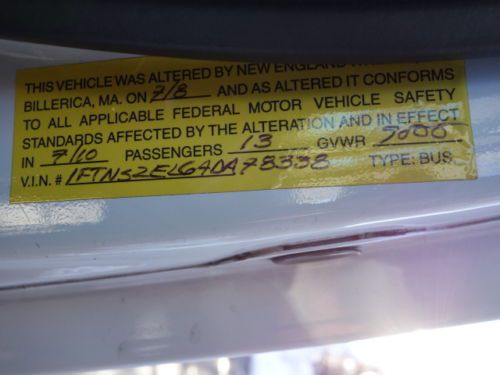 THIS VEHICLE WAS ALTERED BY NEW ENGLAND
BILLERICA, MA. ON 7/8 AND AS ALTERED IT CONFORMS
TO ALL APPLICABLE FEDERAL MOTOR VEHICLE SAFETY
STANDARDS AFFECTED BY THE ALTERATION AND IN EFFECT
IN 7/10 PASSENGERS 13 GVWR 9000
V.I.N. # 1FTNS2EL64DA78338 TYPE: BUS